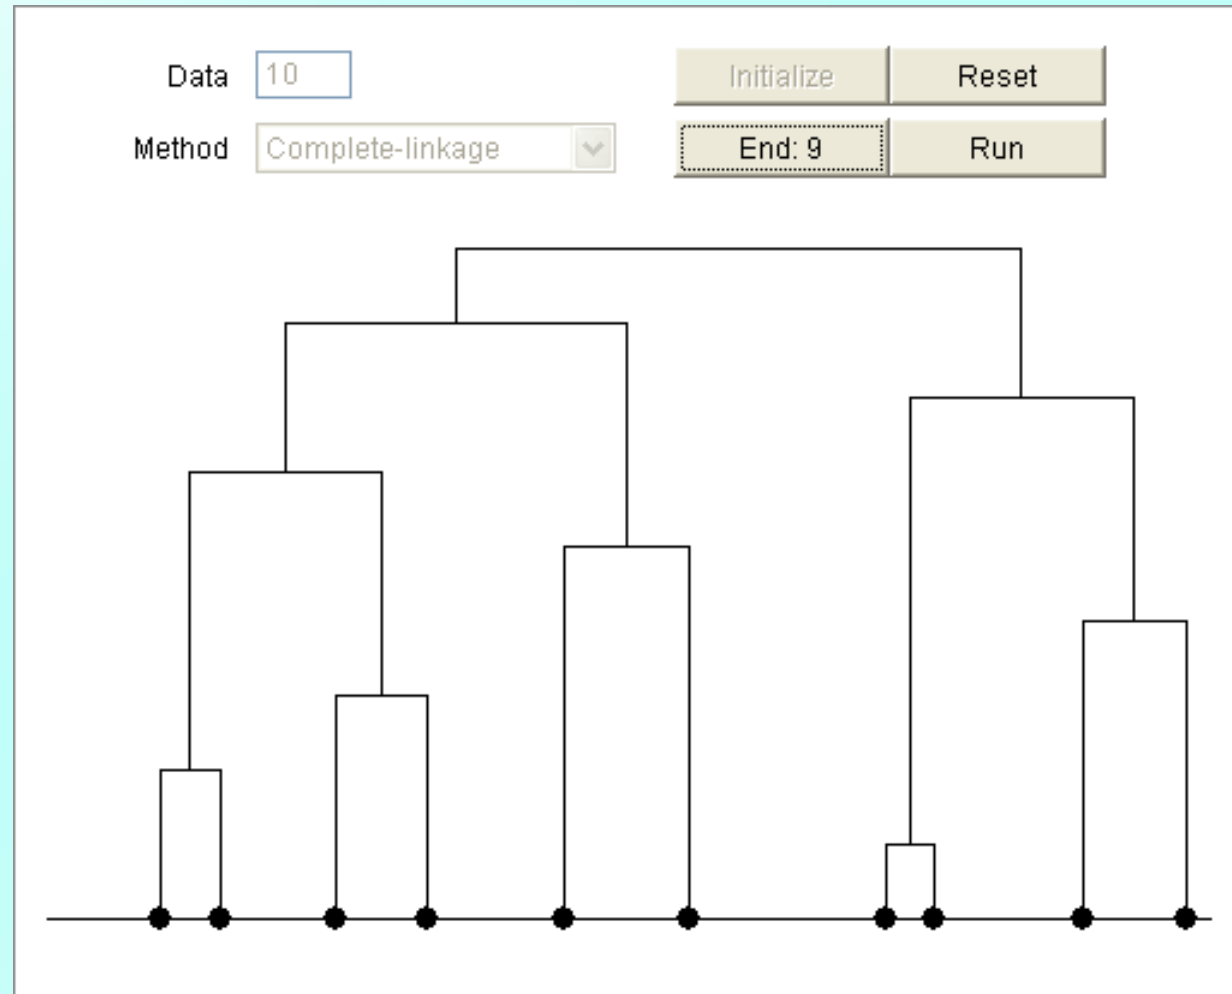 Data 10 Initialize Reset
Method Complete-linkage End: 9 Run